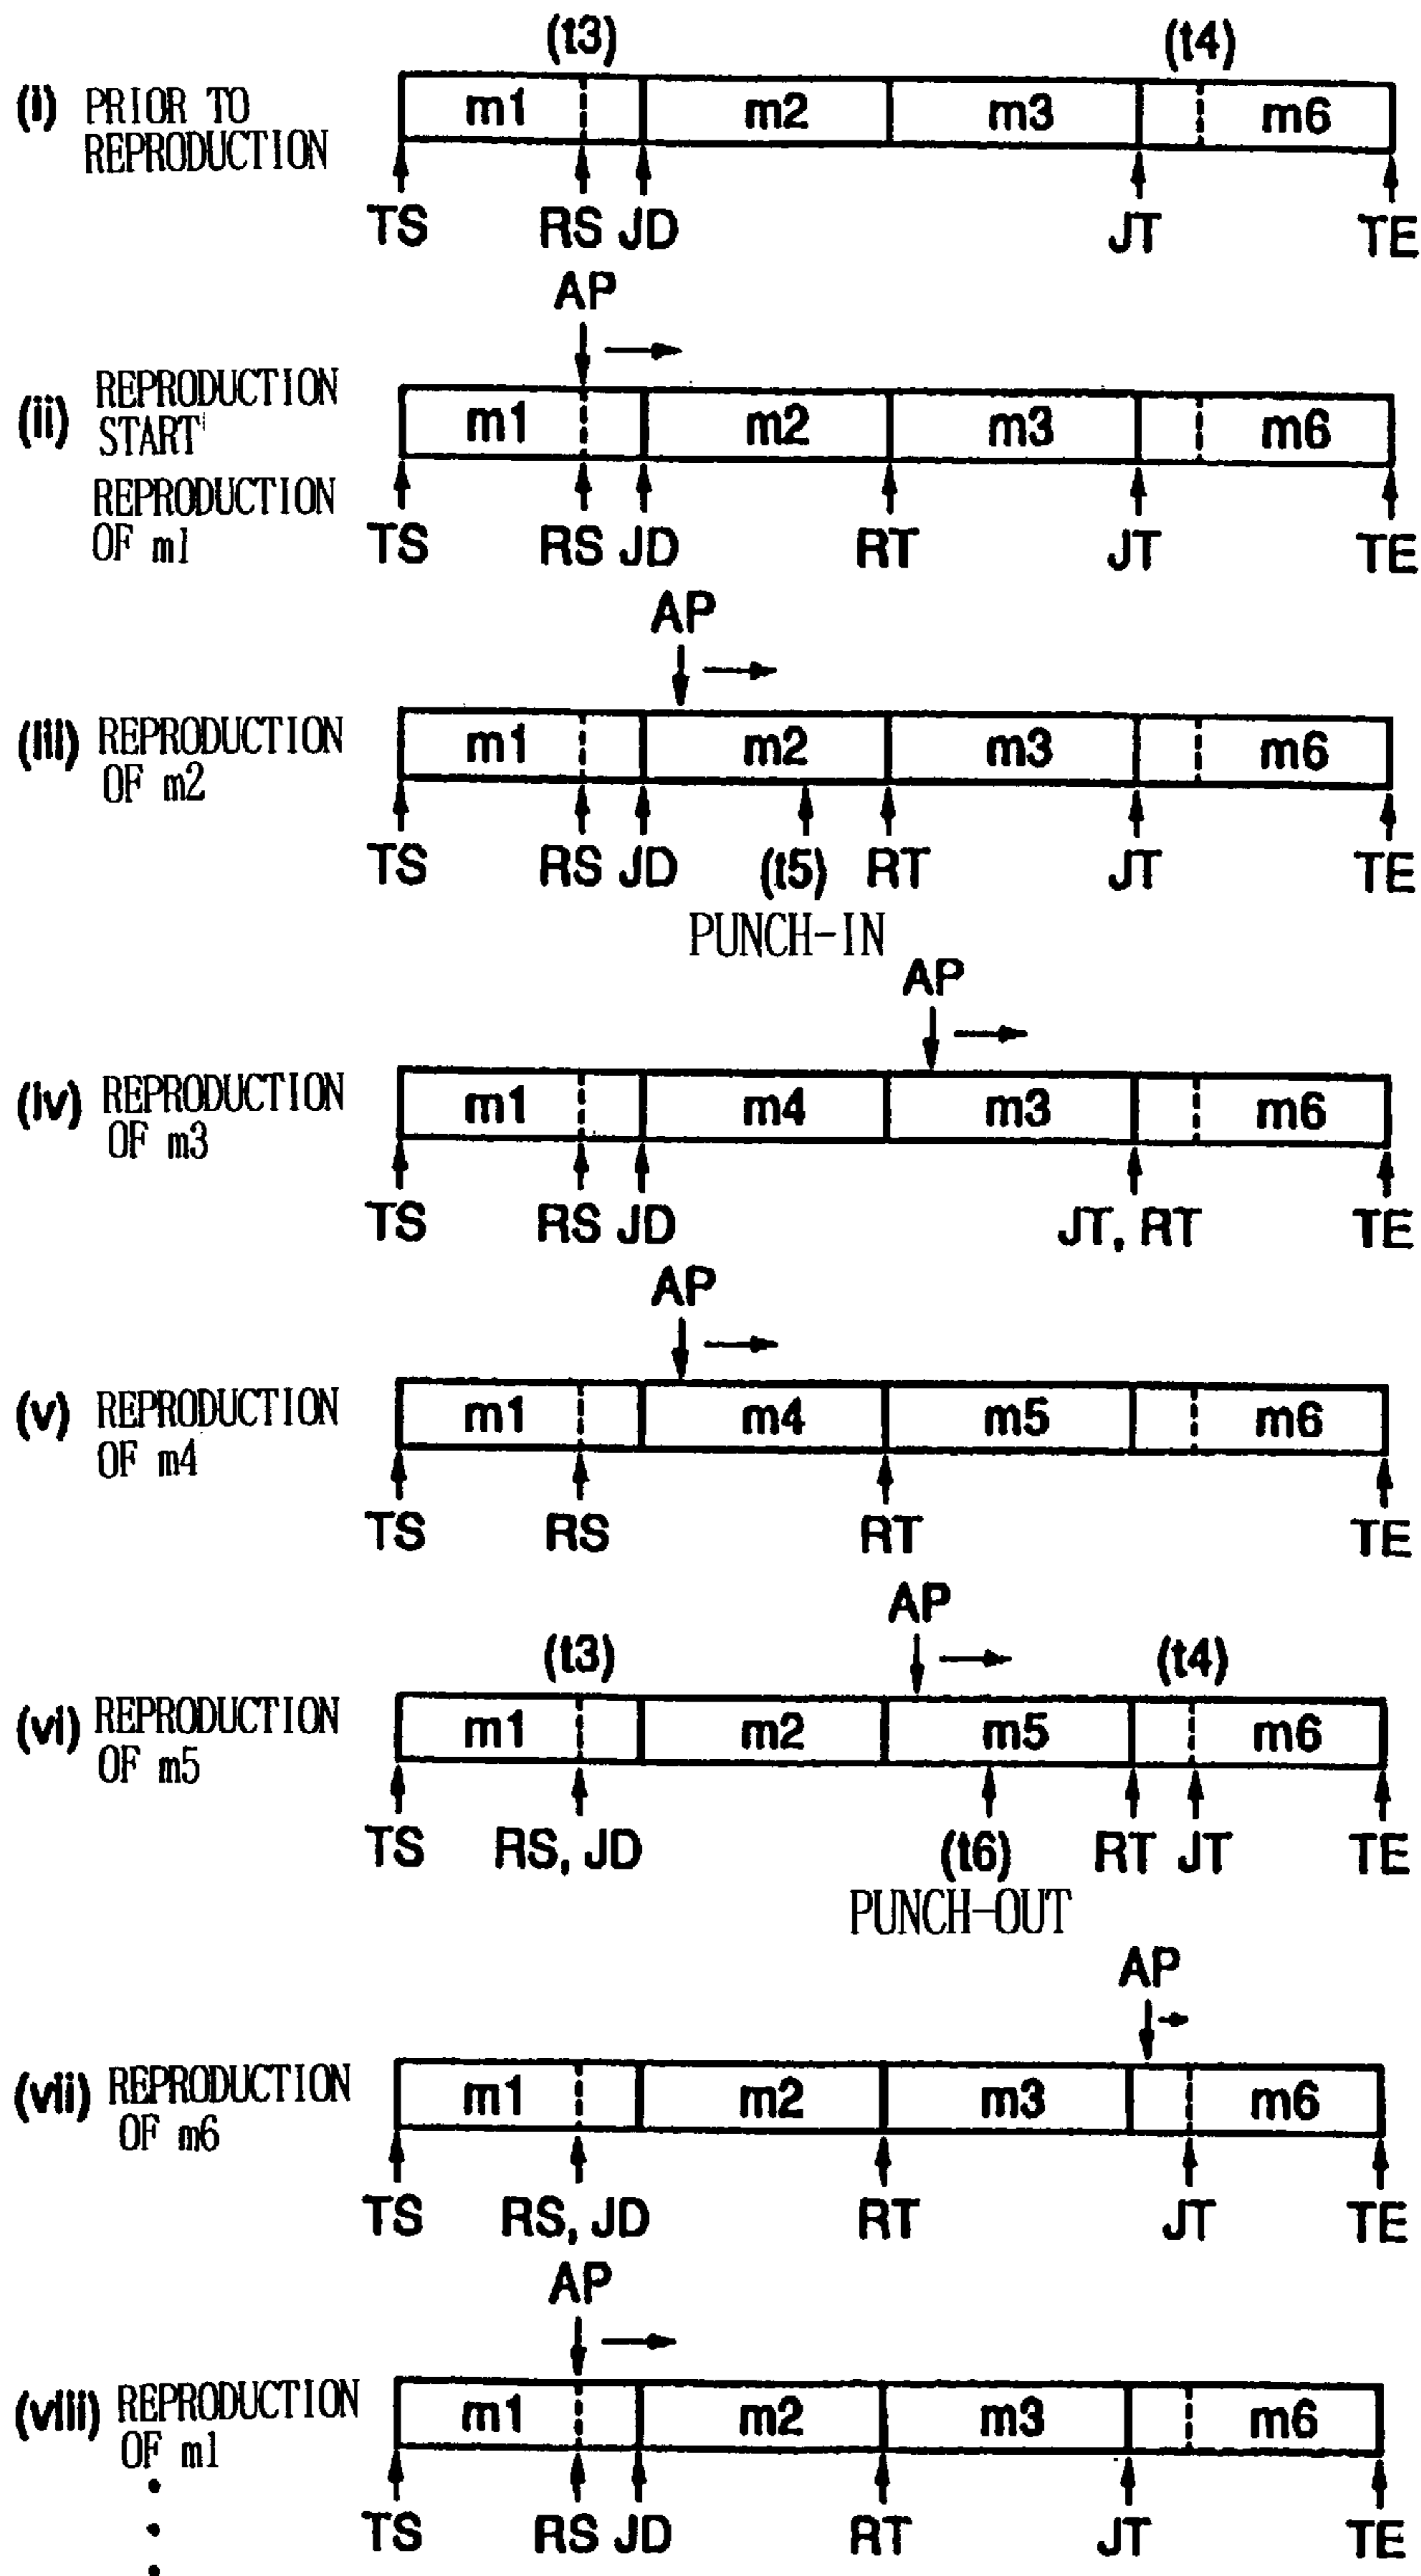 (t3) (t4)
(i) PRIOR TO REPRODUCTION
m1 m2 m3 m6
TS RS JD JT TE
AP
(ii) REPRODUCTION START
REPRODUCTION OF m1
m1 m2 m3 m6
TS RS JD RT JT TE
AP
(iii) REPRODUCTION OF m2
m1 m2 m3 m6
TS RS JD (t5) RT JT TE
PUNCH-IN
AP
(iv) REPRODUCTION OF m3
m1 m4 m3 m6
TS RS JD JT, RT TE
AP
(v) REPRODUCTION OF m4
m1 m4 m5 m6
TS RS RT TE
AP
(t3) (t4)
(vi) REPRODUCTION OF m5
m1 m2 m5 m6
TS RS, JD (t6) RT JT TE
PUNCH-OUT
AP
(vii) REPRODUCTION OF m6
m1 m2 m3 m6
TS RS, JD RT JT TE
AP
(viii) REPRODUCTION OF m1
m1 m2 m3 m6
TS RS JD RT JT TE